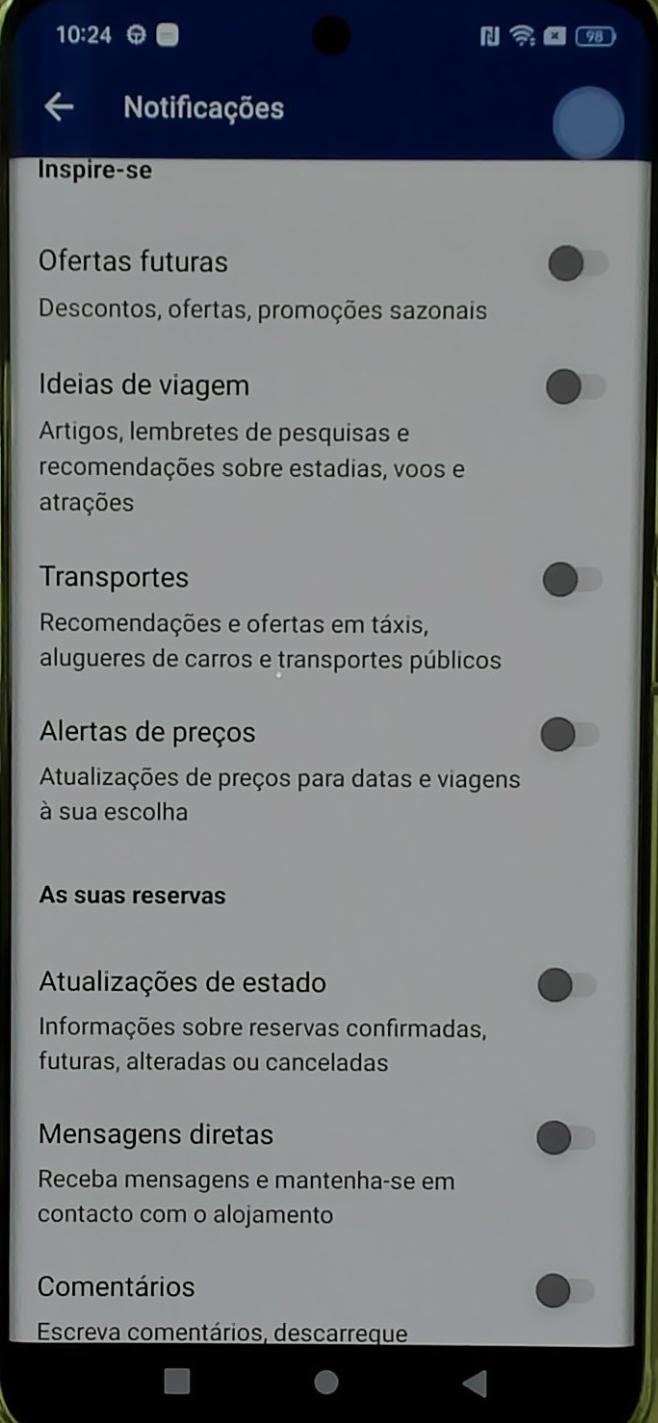 10:24
98
Notificações
Inspire-se
Ofertas futuras
Descontos, ofertas, promoções sazonais
Ideias de viagem
Artigos, lembretes de pesquisas e
recomendações sobre estadias, voos e
atrações
Transportes
Recomendações e ofertas em táxis,
alugueres de carros e transportes públicos
Alertas de preços
Atualizações de preços para datas e viagens
à sua escolha
As suas reservas
Atualizações de estado
Informações sobre reservas confirmadas,
futuras, alteradas ou canceladas
Mensagens diretas
Receba mensagens e mantenha-se em
contacto com o alojamento
Comentários
Escreva comentários, descarregue